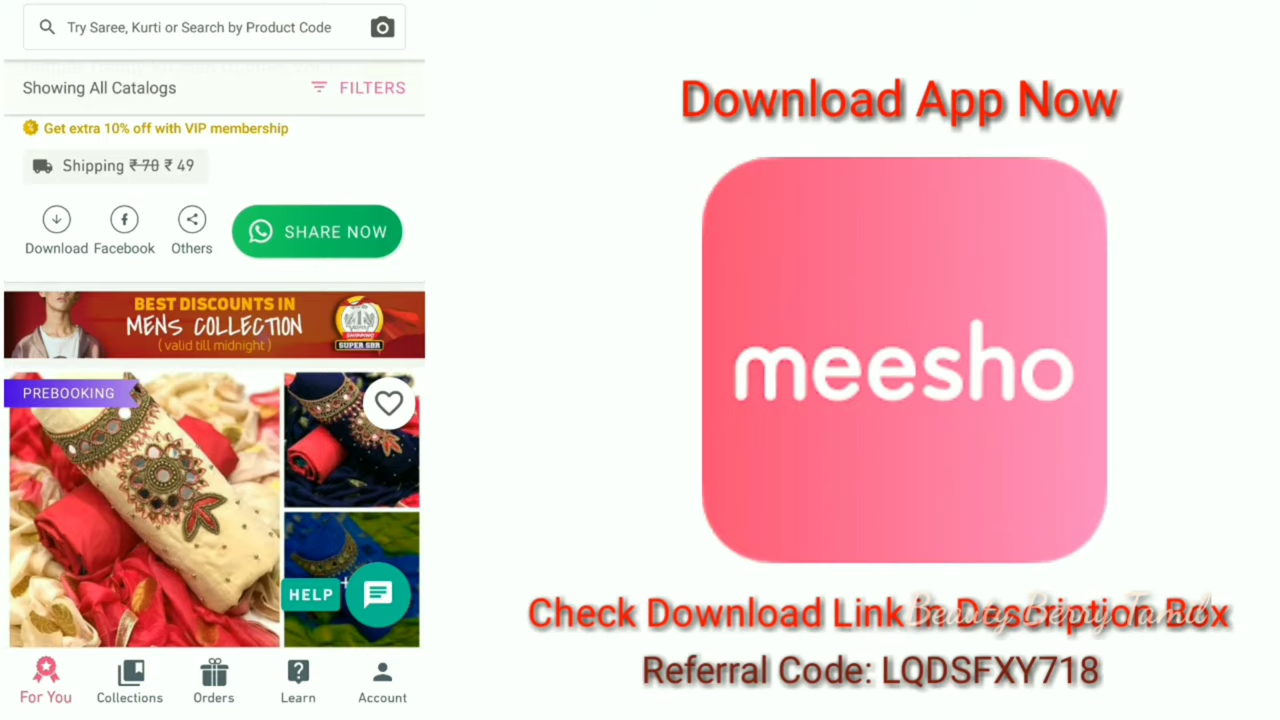 Try Saree, Kurti or Search by Product Code
Showing All Catalogs
FILTERS
Get extra 10% off with VIP membership
Shipping ₹ 70 ₹ 49
Download
Facebook
Others
SHARE NOW
BEST DISCOUNTS IN
MENS COLLECTION
(valid till midnight)
SUPER SBR
PREBOOKING
HELP
For You
Collections
Orders
Learn
Account
Download App Now
meesho
Check Download Link In Description Box
Beauty Berry Tamil
Referral Code: LQDSFXY718